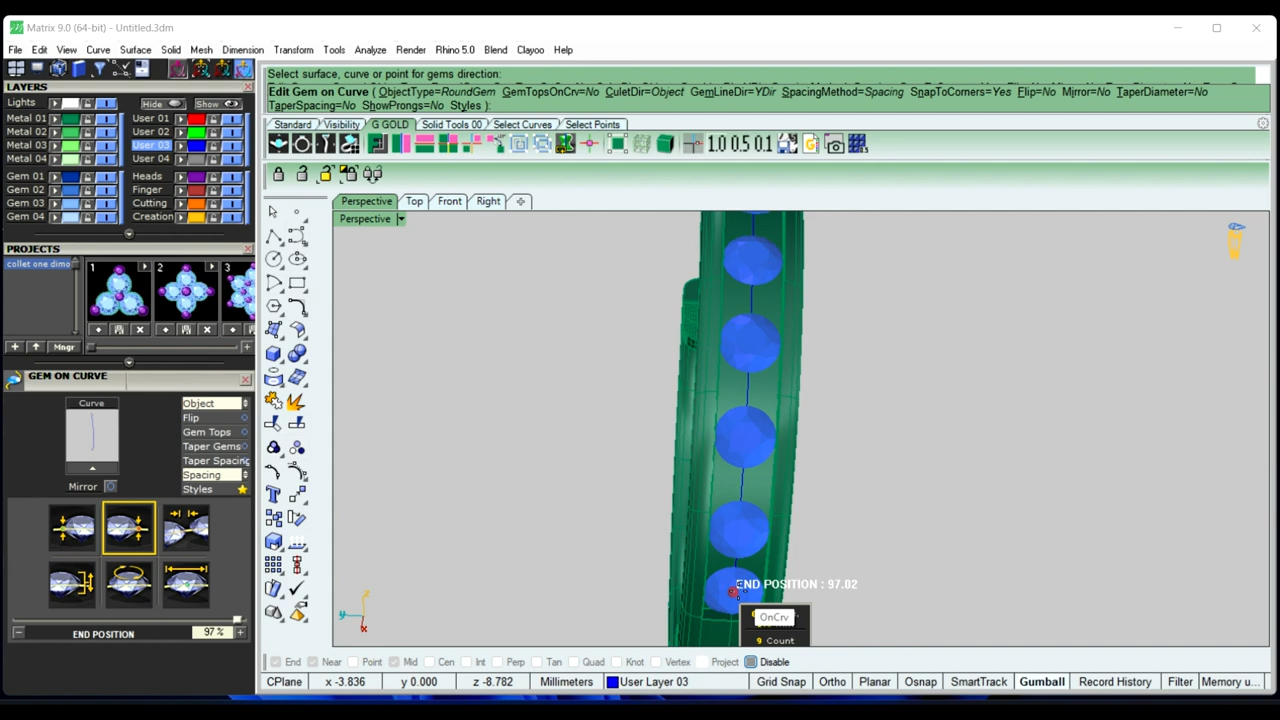 Matrix 9.0 (64-bit) - Untitled.3dm
File Edit View Curve Surface Solid Mesh Dimension Transform Tools Analyze Render Rhino 5.0 Blend Clayoo Help
Select surface, curve or point for gems direction:
Edit Gem on Curve ( ObjectType=RoundGem GemTopsOnCrv=No CuletDir=Object GemLineDir=YDir SpacingMethod=Spacing SnapToCorners=Yes Flip=No Mirror=No TaperDiameter=No
TaperSpacing=No ShowProngs=No Styles ):
LAYERS
Lights Hide Show
Metal 01 User 01
Metal 02 User 02
Metal 03 User 03
Metal 04 User 04
Gem 01 Heads
Gem 02 Finger
Gem 03 Cutting
Gem 04 Creation
Standard Visibility G GOLD Solid Tools 00 Select Curves Select Points
1.0 0.5 0.1
Perspective Top Front Right
Perspective
PROJECTS
collet one dimo
1 2 3
Mngr
GEM ON CURVE
Curve
Object
Flip
Gem Tops
Taper Gems
Taper Spacing
Spacing
Styles
Mirror
END POSITION 97 %
END POSITION : 97.02
OnCrv
9 Count
z
y
x
End Near Point Mid Cen Int Perp Tan Quad Knot Vertex Project Disable
CPlane x -3.836 y 0.000 z -8.782 Millimeters User Layer 03 Grid Snap Ortho Planar Osnap SmartTrack Gumball Record History Filter Memory u...